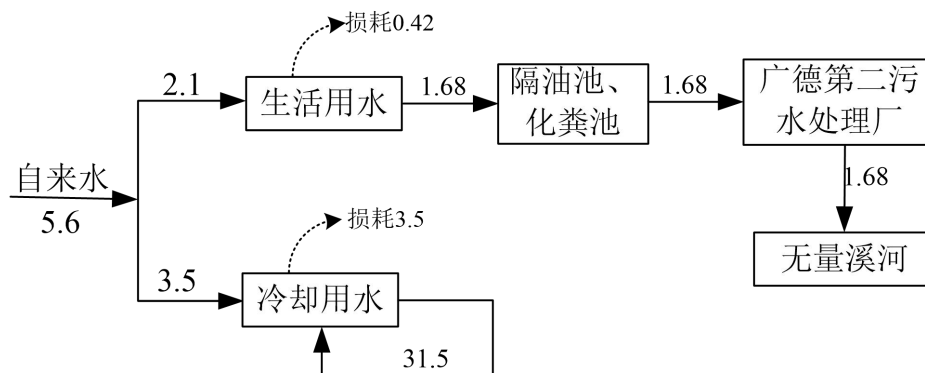 损耗0.42
2.1
生活用水
1.68
隔油池、
化粪池
1.68
广德第二污
水处理厂
自来水
5.6
1.68
损耗3.5
无量溪河
3.5
冷却用水
31.5